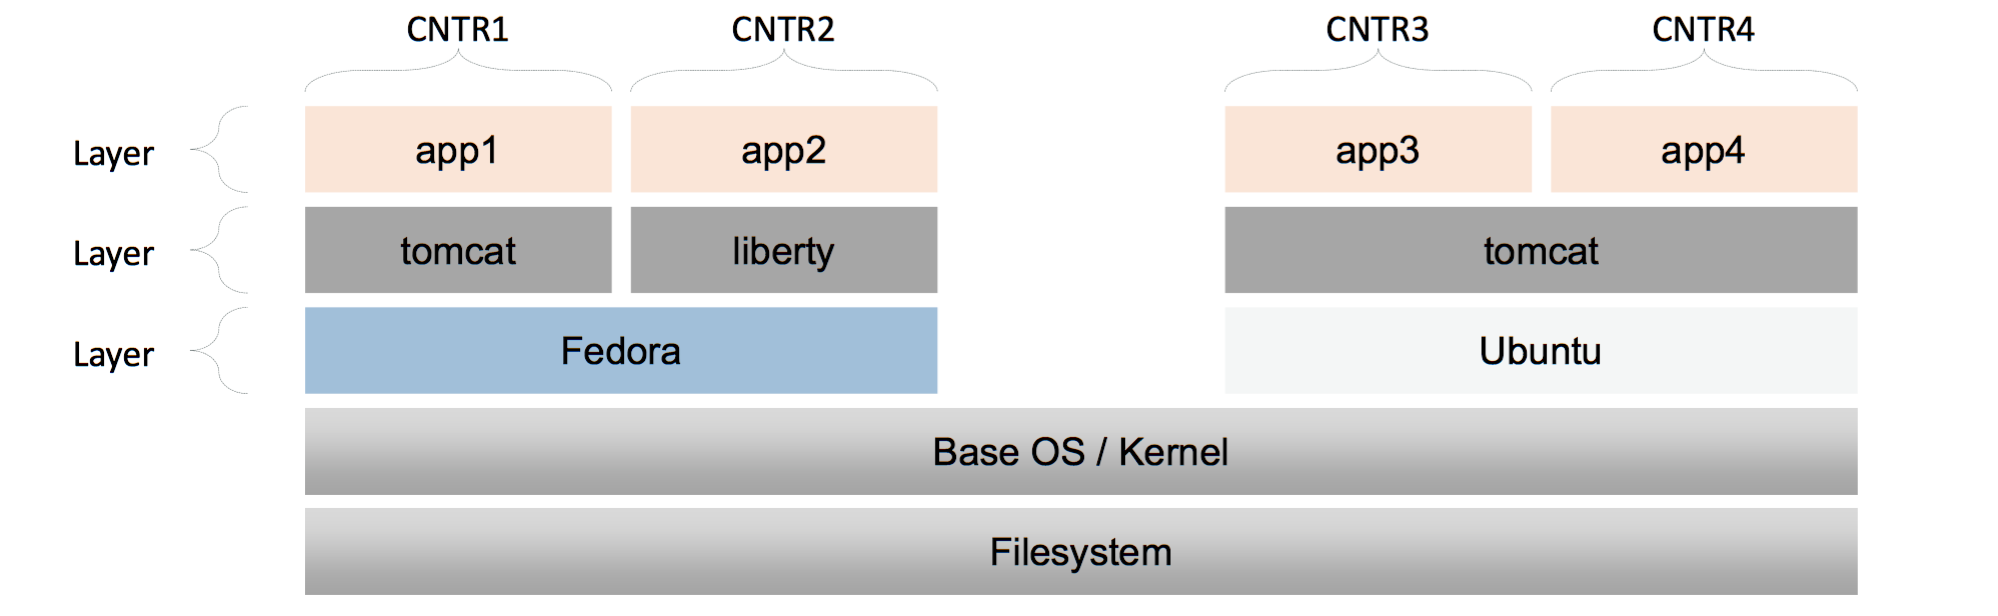 CNTR1 CNTR2 CNTR3 CNTR4
Layer app1 app2 app3 app4
Layer tomcat liberty tomcat
Layer Fedora Ubuntu
Base OS / Kernel
Filesystem